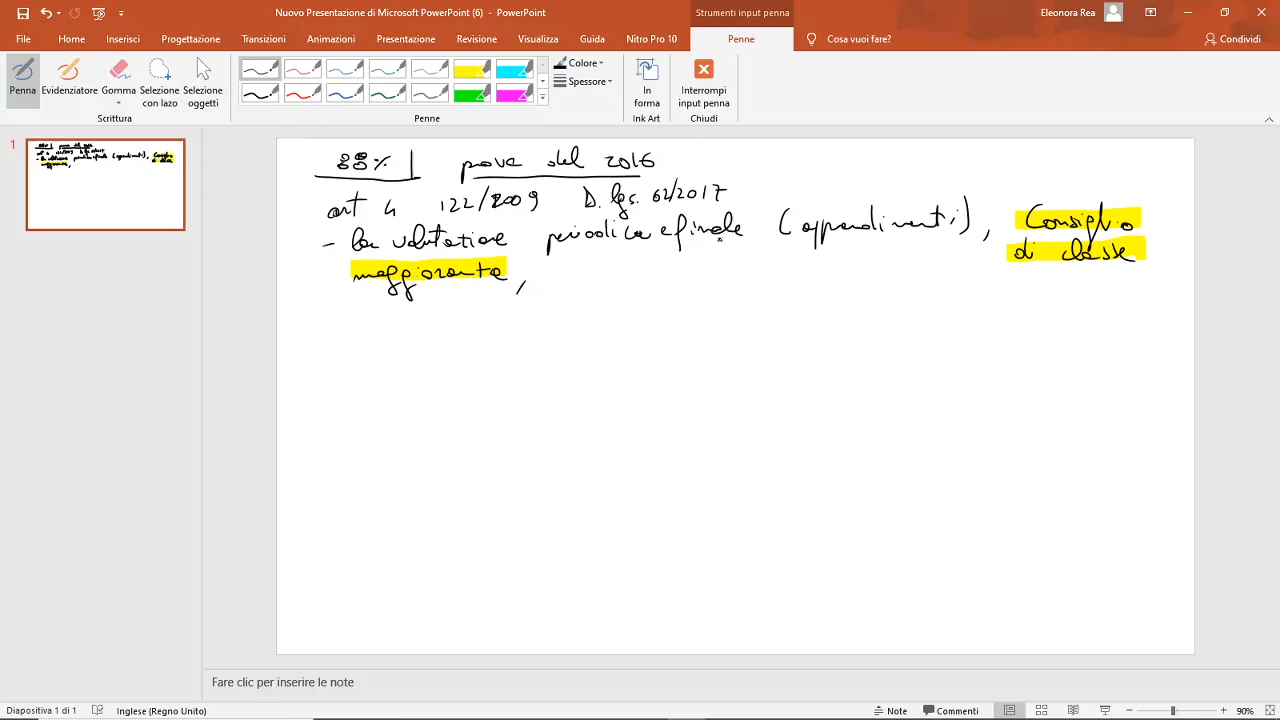 Nuovo Presentazione di Microsoft PowerPoint (6) - PowerPoint
Strumenti input penna
Eleonora Rea
File Home Inserisci Progettazione Transizioni Animazioni Presentazione Revisione Visualizza Guida Nitro Pro 10 Penne Cosa vuoi fare? Condividi
Penna Evidenziatore Gomma Selezione con lazo Selezione oggetti
Scrittura
Penne
Colore
Spessore
In forma
Ink Art
Interrompi input penna
Chiudi
1
88% prove del 2016
art 4 122/2009 D. lgs. 62/2017
- La valutazione periodica e finale (apprendimenti), Consiglio
di classe
maggioranza,
Fare clic per inserire le note
Diapositiva 1 di 1 Inglese (Regno Unito) Note Commenti 90%